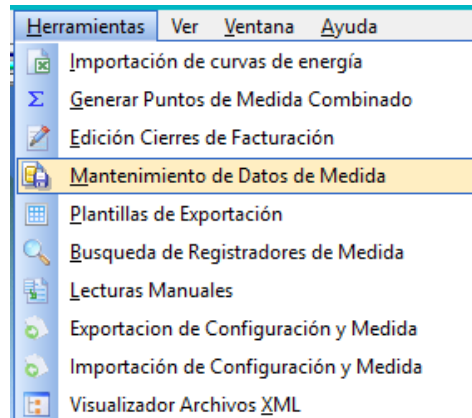 Herramientas Ver Ventana Ayuda
Importación de curvas de energía
Σ Generar Puntos de Medida Combinado
Edición Cierres de Facturación
Mantenimiento de Datos de Medida
Plantillas de Exportación
Busqueda de Registradores de Medida
Lecturas Manuales
Exportacion de Configuración y Medida
Importación de Configuración y Medida
Visualizador Archivos XML